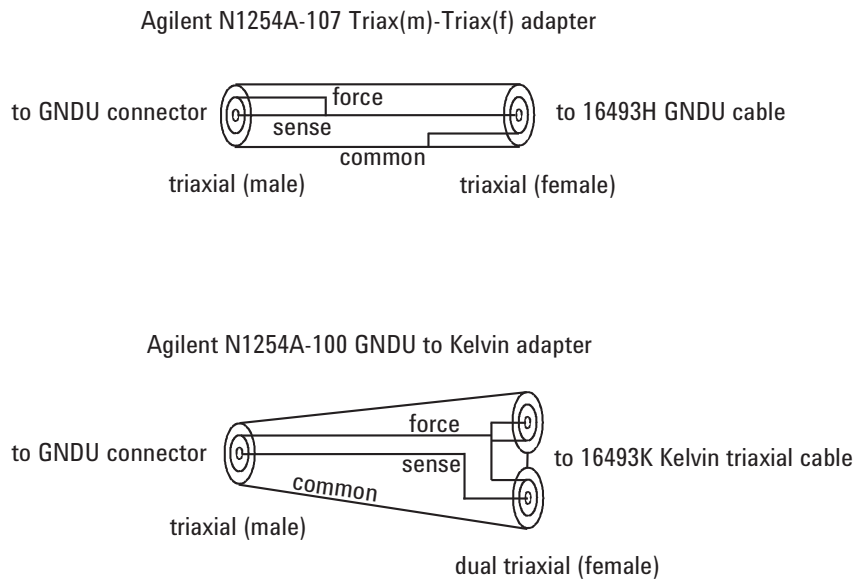 Agilent N1254A-107 Triax(m)-Triax(f) adapter
force
to GNDU connector
to 16493H GNDU cable
sense
common
triaxial (male)
triaxial (female)
Agilent N1254A-100 GNDU to Kelvin adapter
force
to GNDU connector
to 16493K Kelvin triaxial cable
sense
common
triaxial (male)
dual triaxial (female)